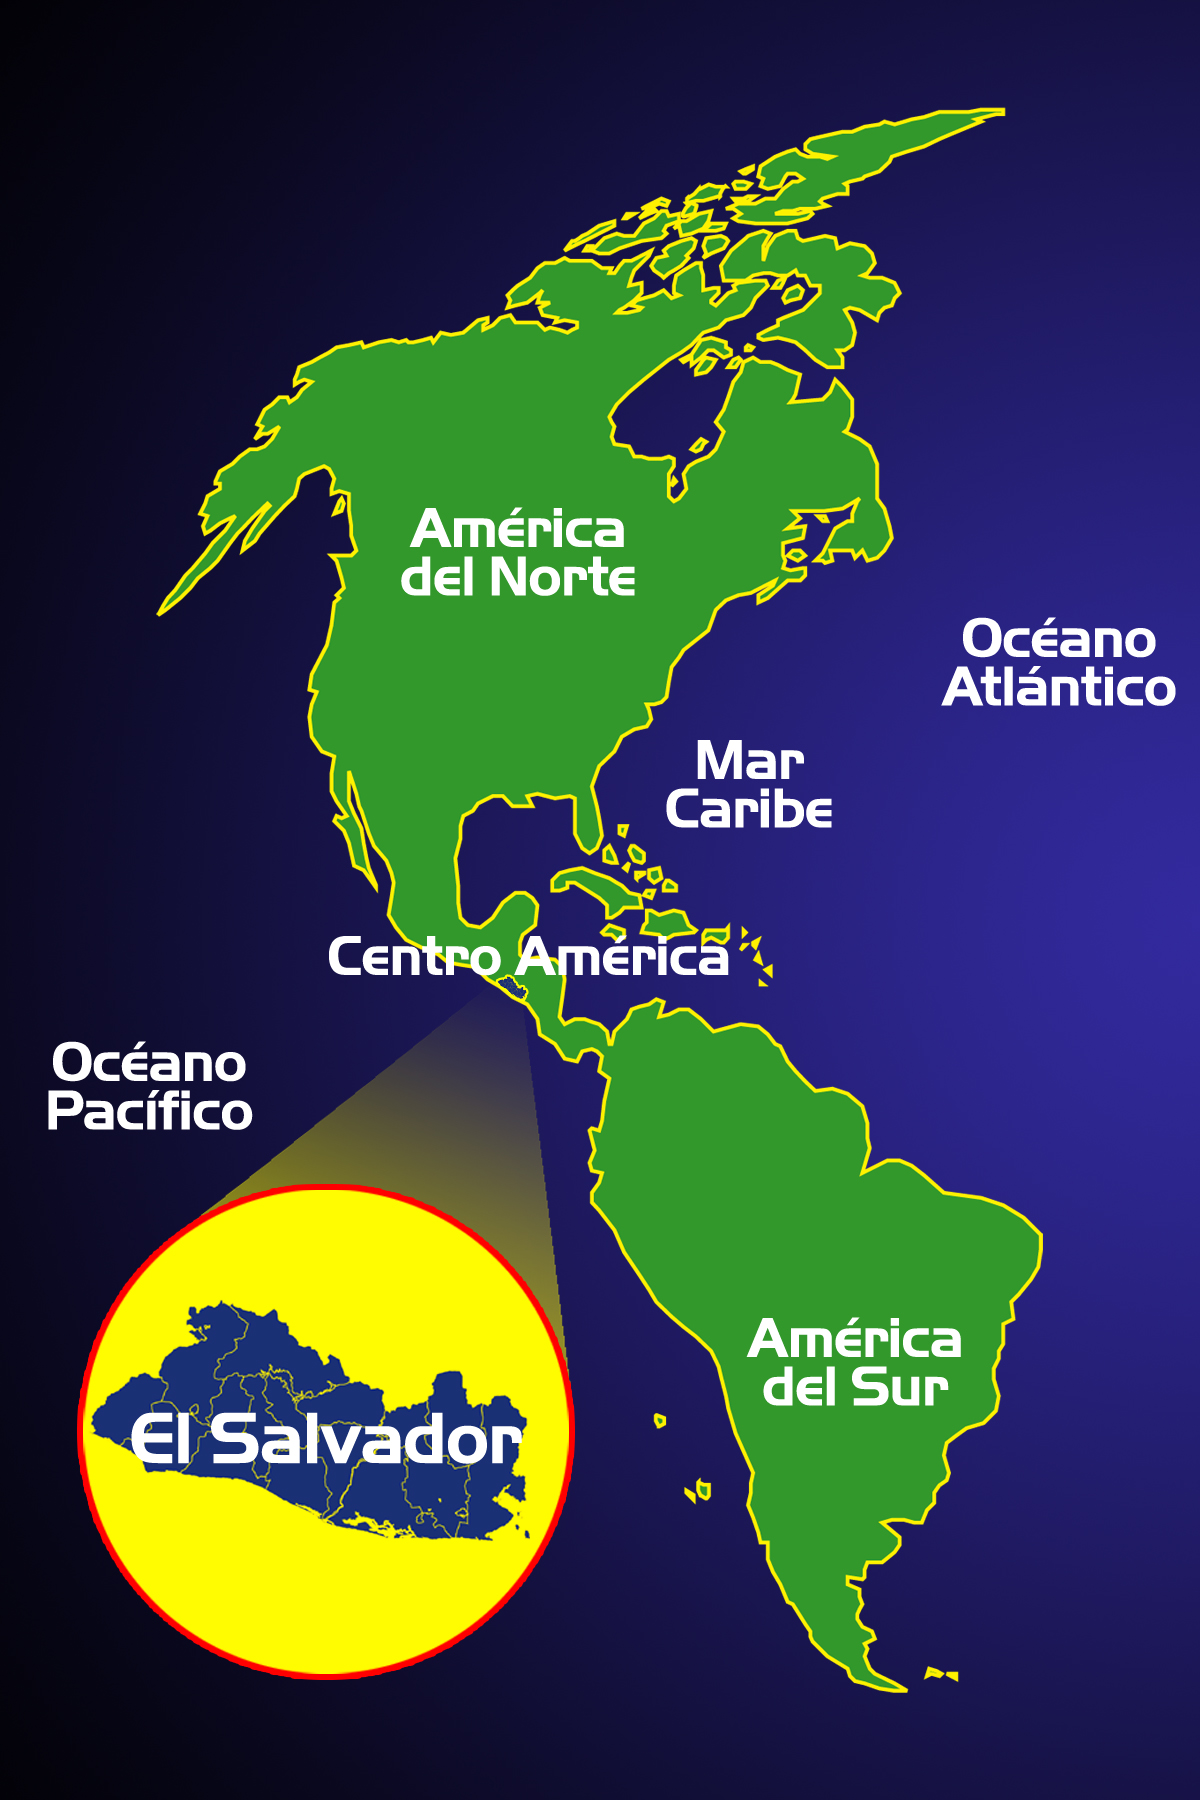 América
del Norte
Océano
Atlántico
Mar
Caribe
Centro América
Océano
Pacífico
América
del Sur
El Salvador